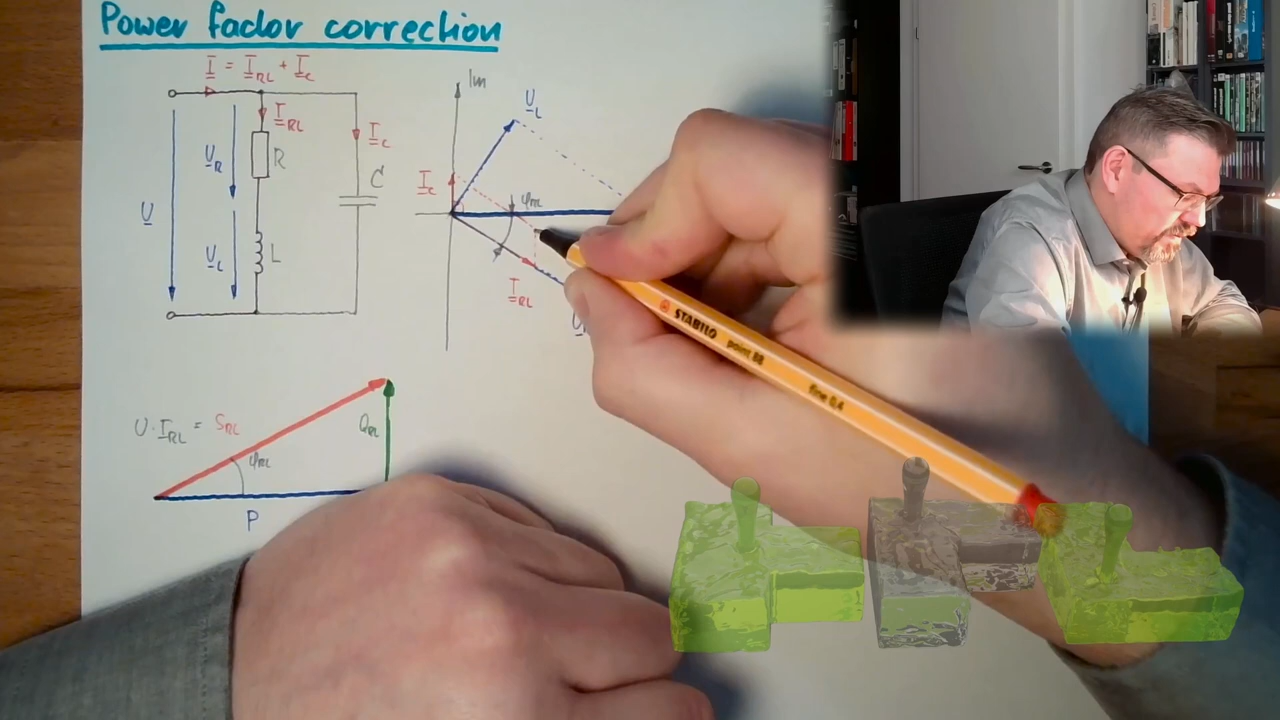 Power factor correction
I = I_RL + I_C
I_RL
I_C
U_R
R
C
U
U_L
L
Im
U_L
I_C
φ_RL
I_RL
U
STABILO point 88 fine 0,4
U · I_RL = S_RL
Q_RL
φ_RL
P